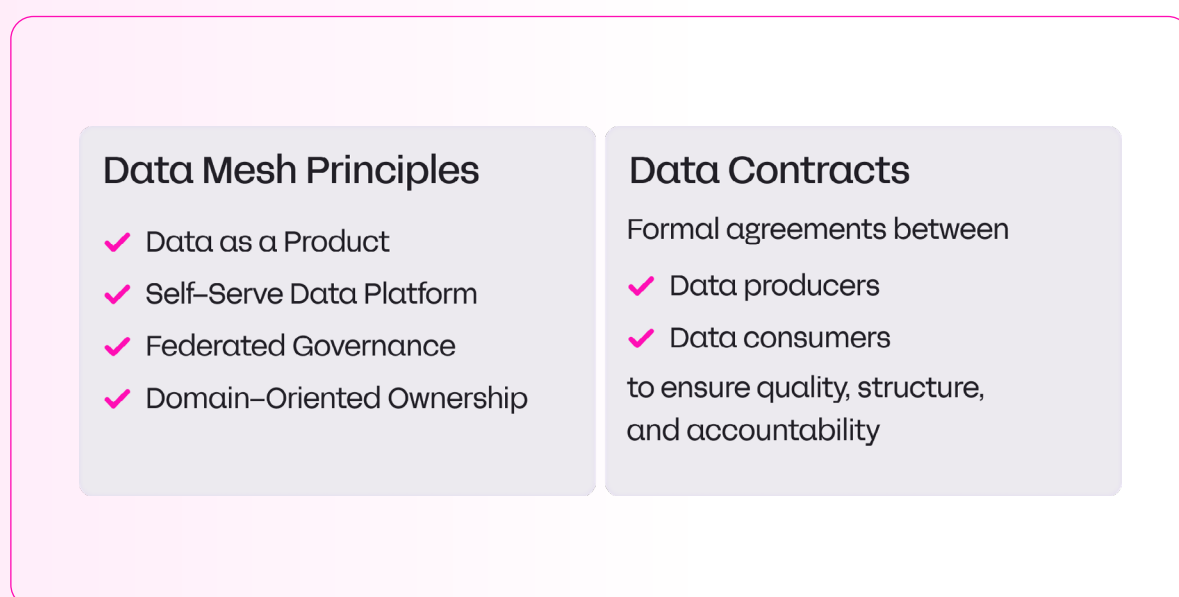 Data Mesh Principles
Data as a Product
Self–Serve Data Platform
Federated Governance
Domain–Oriented Ownership
Data Contracts
Formal agreements between
Data producers
Data consumers
to ensure quality, structure,
and accountability